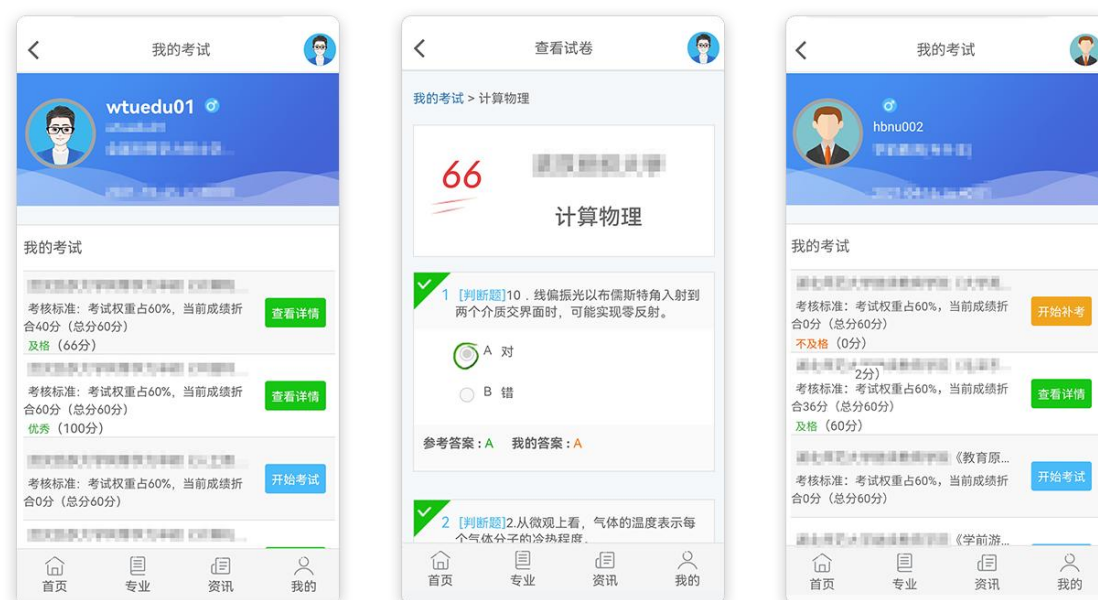 我的考试
wtuedu01
我的考试
考核标准：考试权重占60%，当前成绩折
合40分（总分60分）
及格（66分）
查看详情
考核标准：考试权重占60%，当前成绩折
合60分（总分60分）
优秀（100分）
查看详情
考核标准：考试权重占60%，当前成绩折
合0分（总分60分）
开始考试
首页
专业
资讯
我的
查看试卷
我的考试 > 计算物理
66
计算物理
1 [判断题]10．线偏振光以布儒斯特角入射到
两个介质交界面时，可能实现零反射。
A 对
B 错
参考答案：A 我的答案：A
2 [判断题]2.从微观上看，气体的温度表示每
个气体分子的冷热程度。
首页
专业
资讯
我的
我的考试
hbnu002
我的考试
考核标准：考试权重占60%，当前成绩折
合0分（总分60分）
不及格（0分）
开始补考
2分）
考核标准：考试权重占60%，当前成绩折
合36分（总分60分）
及格（60分）
查看详情
《教育原...
考核标准：考试权重占60%，当前成绩折
合0分（总分60分）
开始考试
《学前游...
首页
专业
资讯
我的